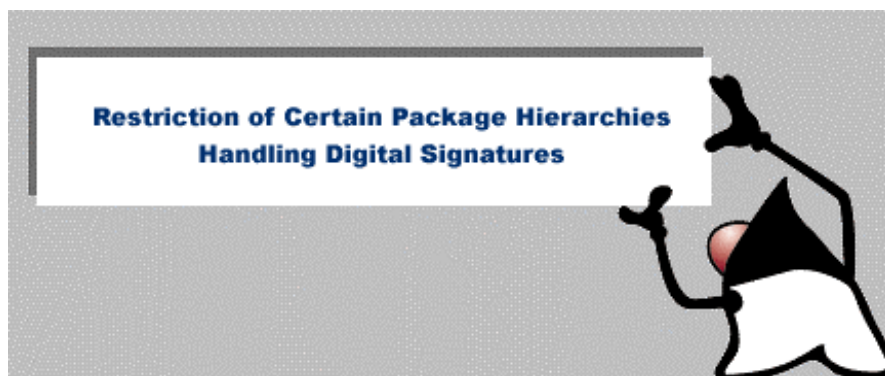 Restriction of Certain Package Hierarchies
Handling Digital Signatures